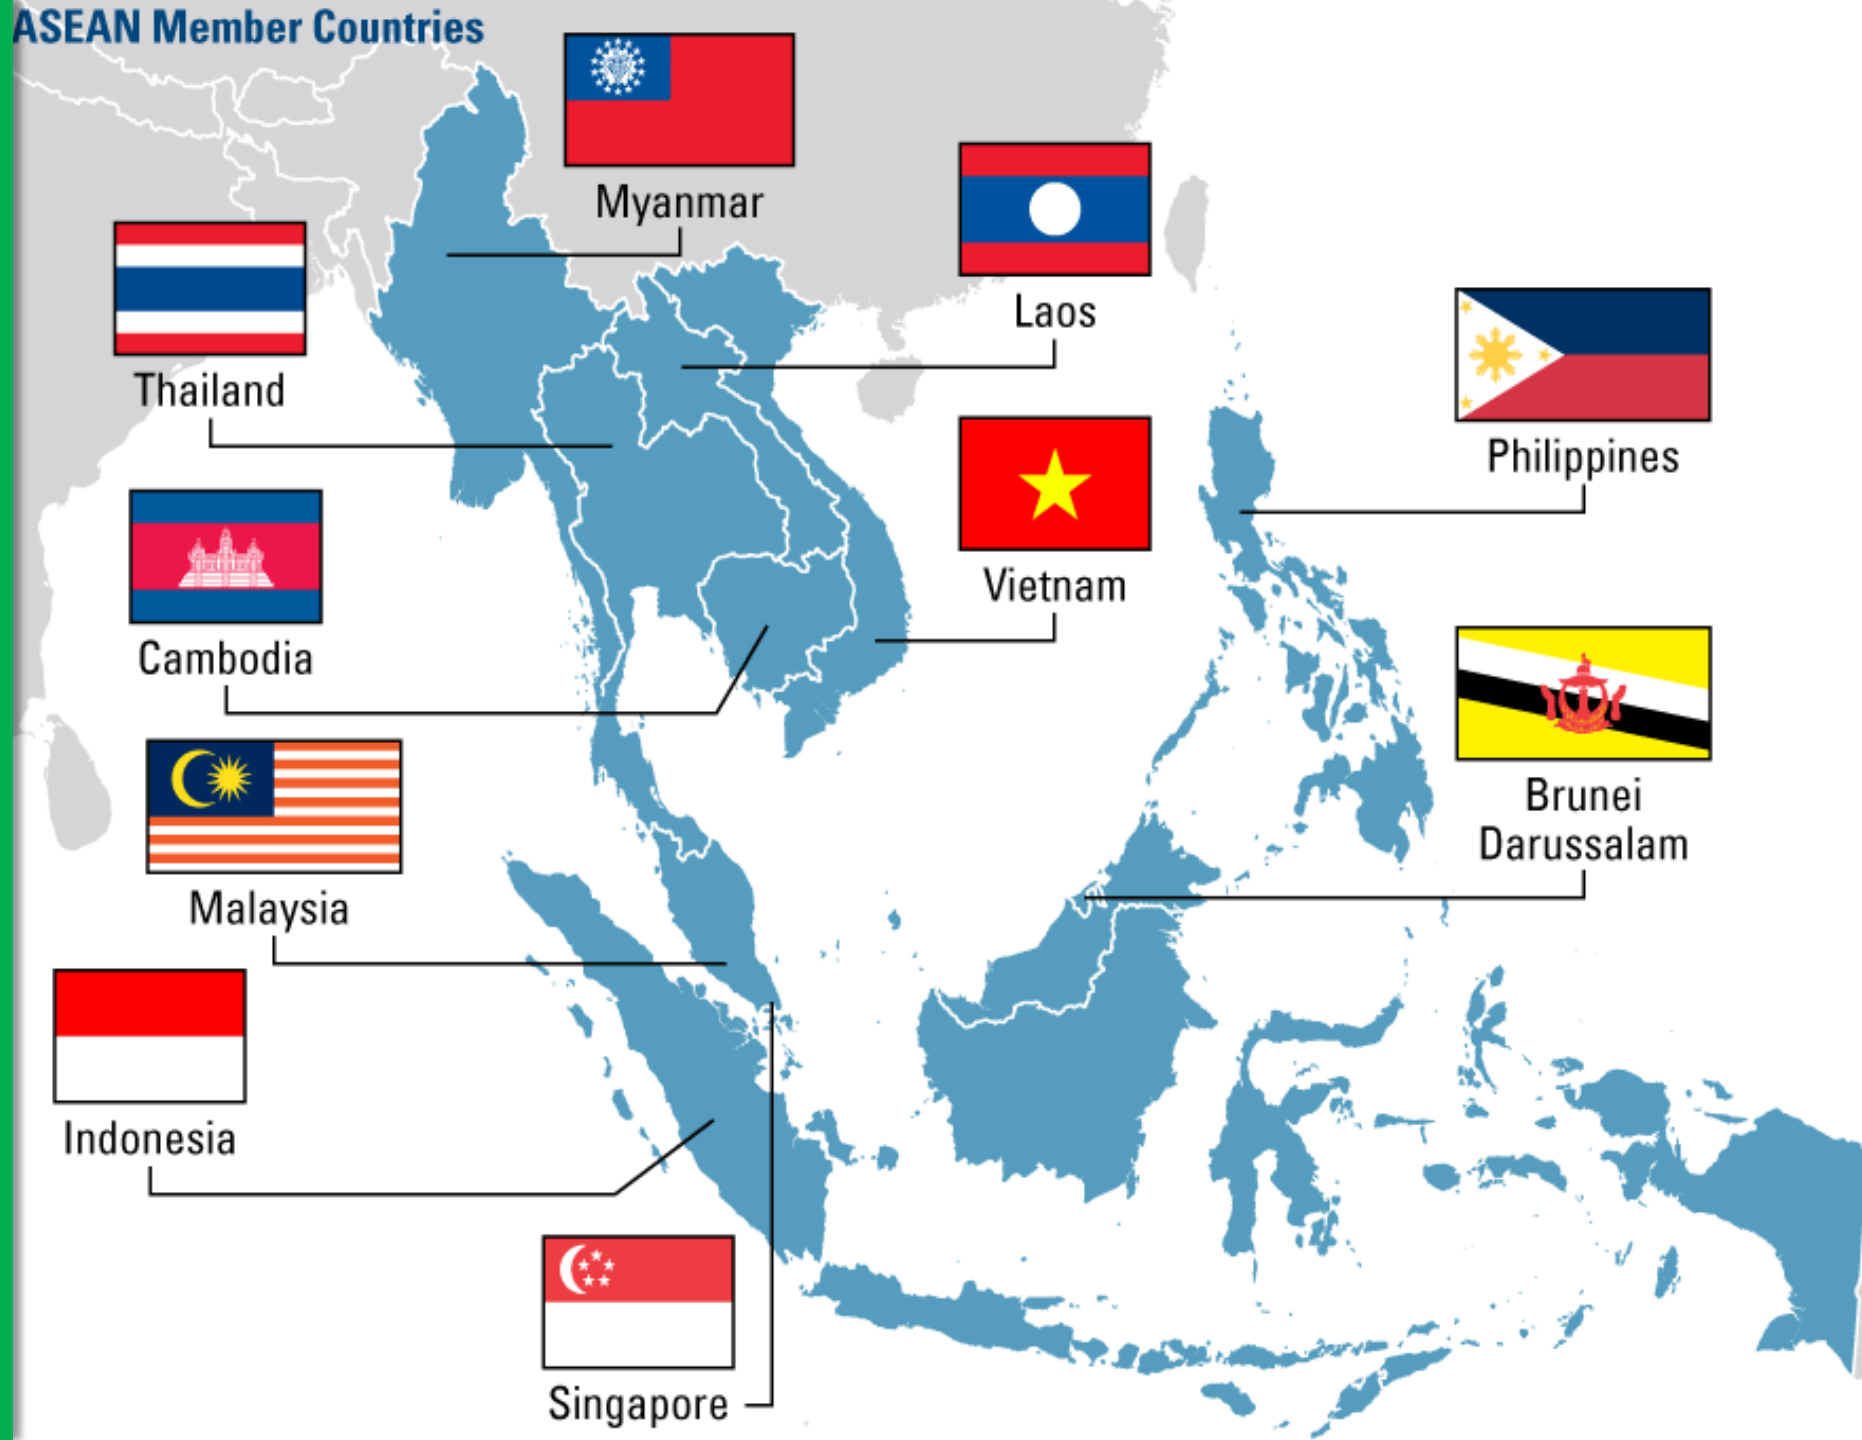 ASEAN Member Countries
Myanmar
Laos
Thailand
Philippines
Vietnam
Cambodia
Brunei
Darussalam
Malaysia
Indonesia
Singapore